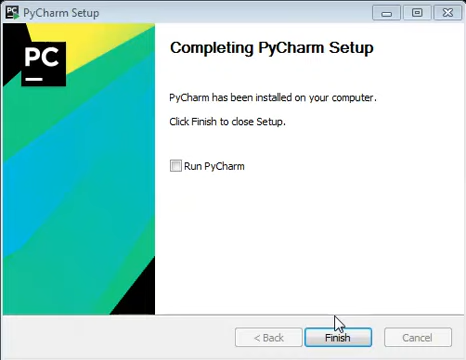 PyCharm Setup
PC
Completing PyCharm Setup
PyCharm has been installed on your computer.
Click Finish to close Setup.
Run PyCharm
< Back
Finish
Cancel